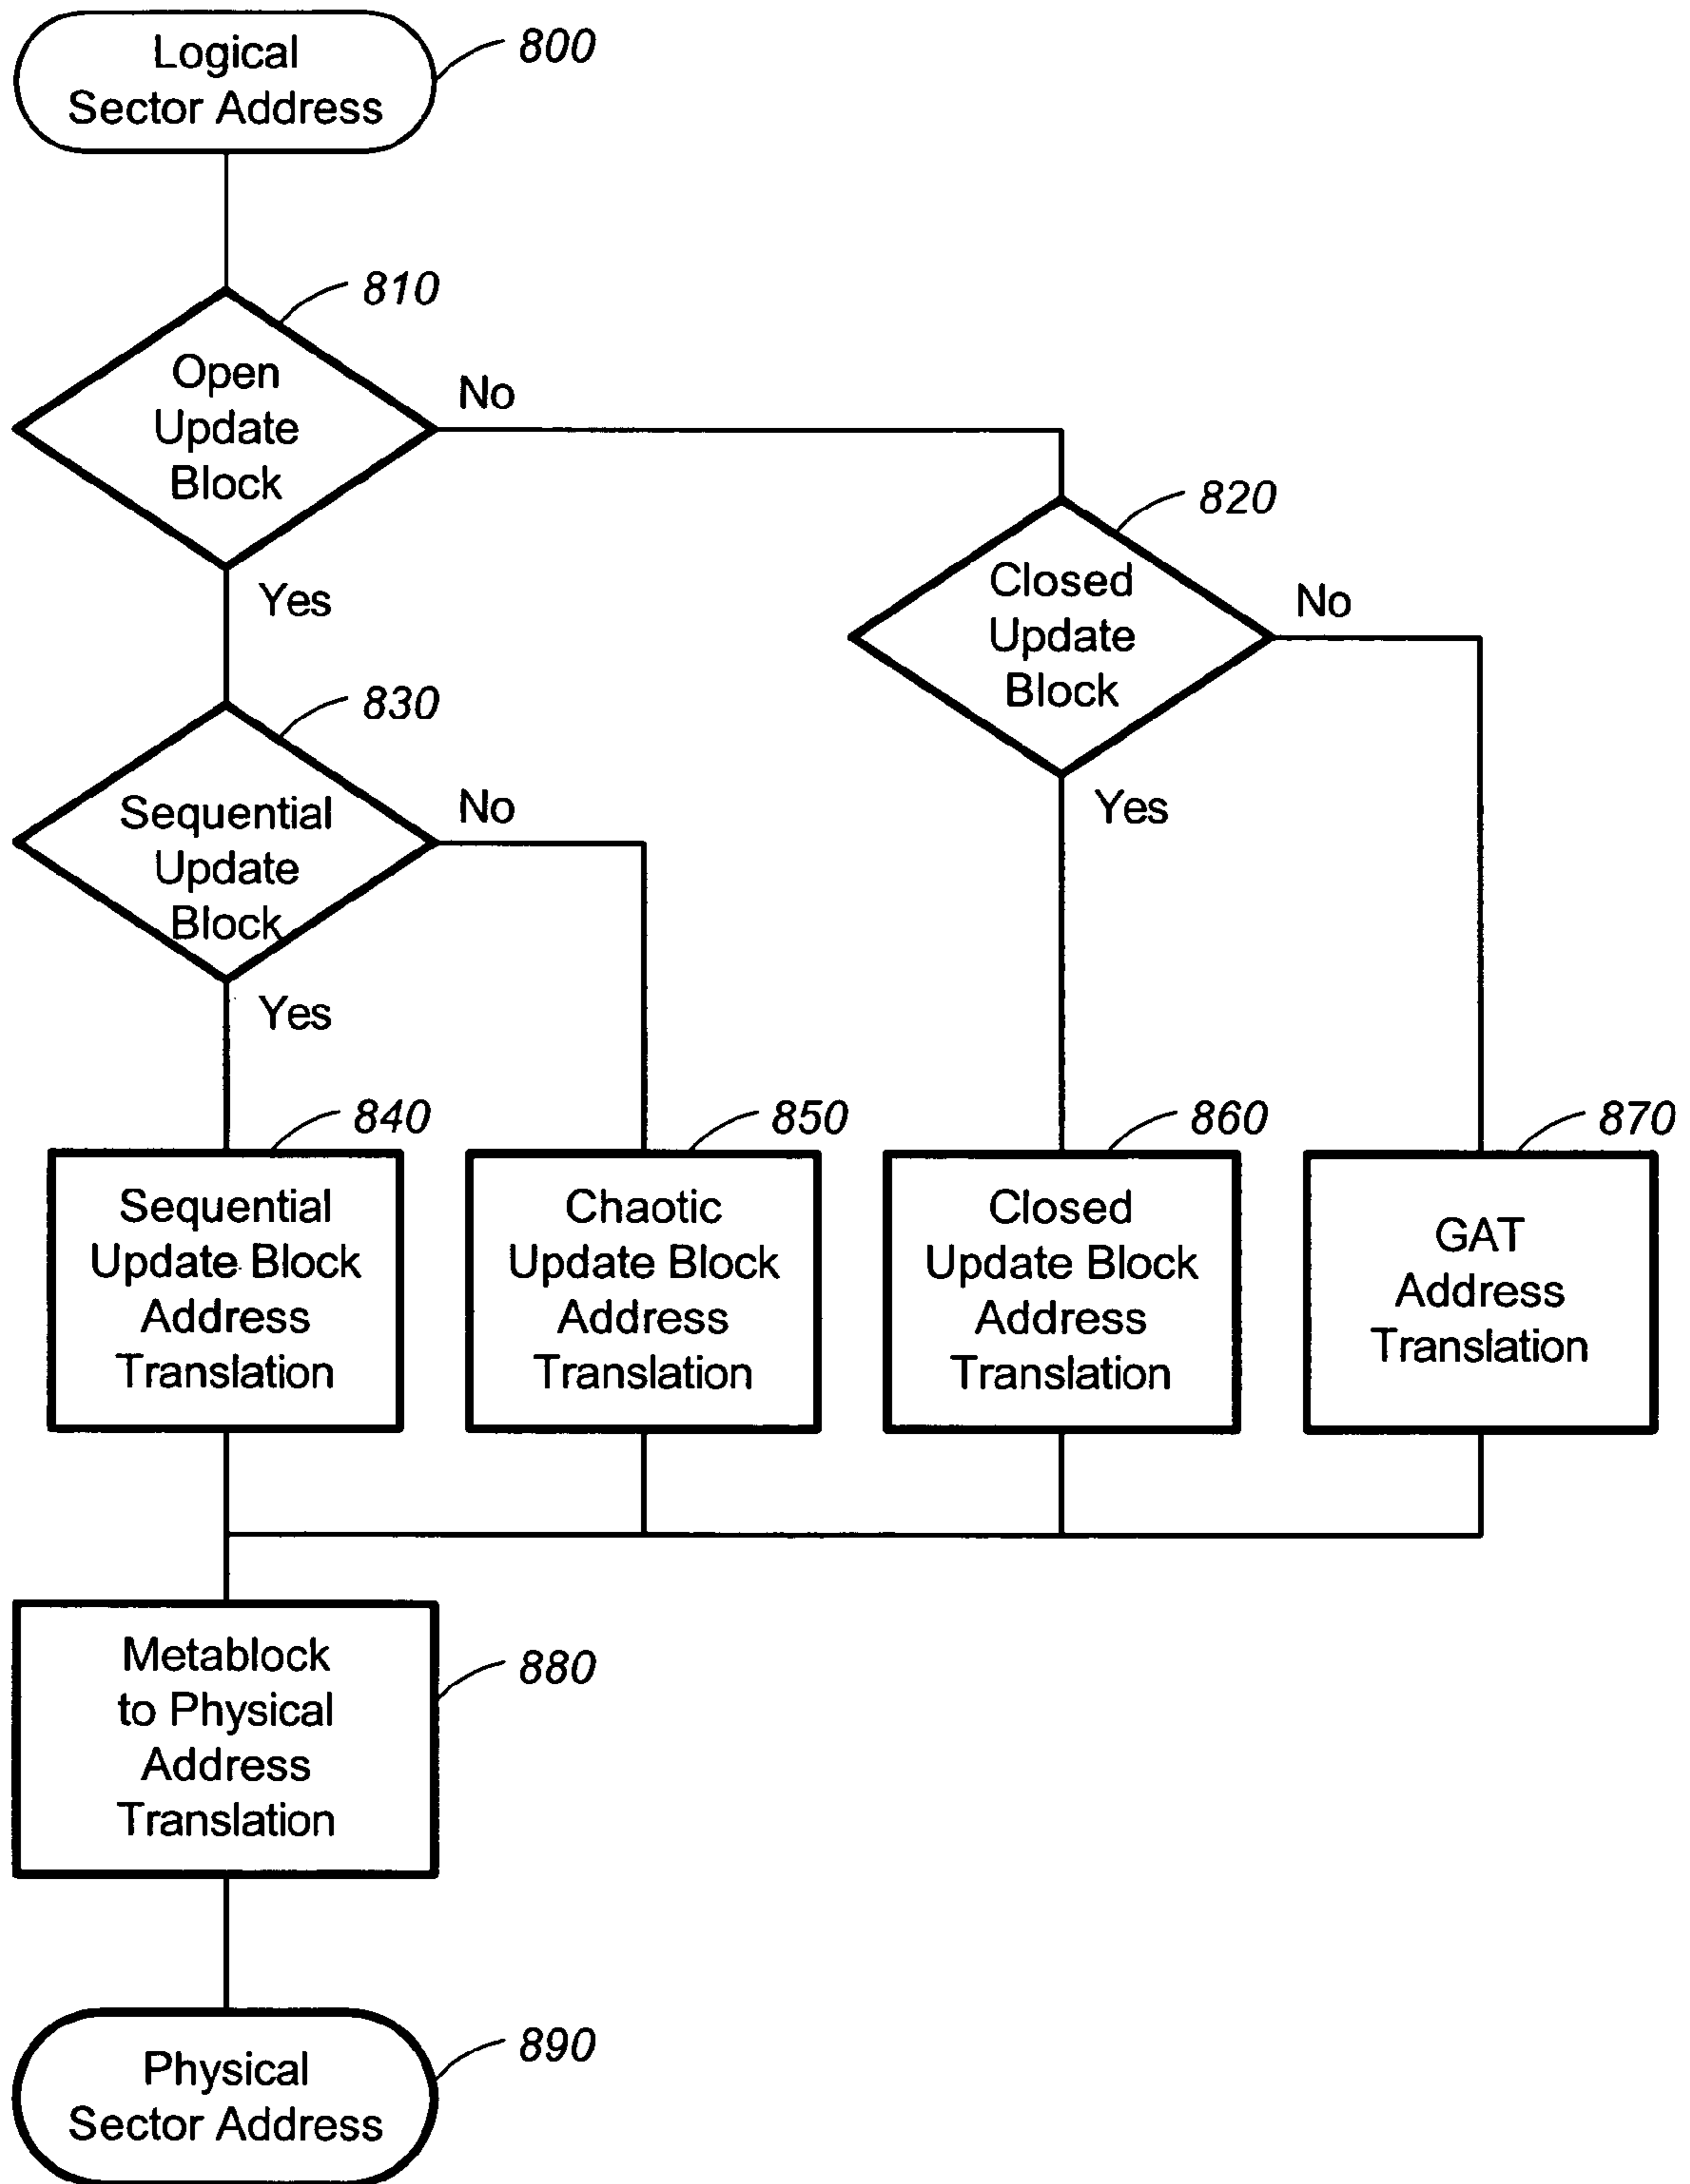 Logical
Sector Address
800
810
Open
Update
Block
No
Yes
820
Closed
Update
Block
No
Yes
830
Sequential
Update
Block
No
Yes
840
Sequential
Update Block
Address
Translation
850
Chaotic
Update Block
Address
Translation
860
Closed
Update Block
Address
Translation
870
GAT
Address
Translation
Metablock
to Physical
Address
Translation
880
Physical
Sector Address
890